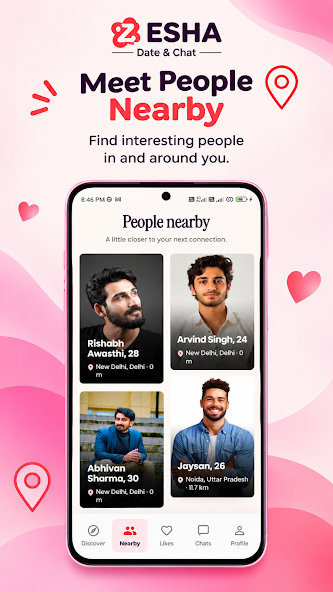 ESHA
Date & Chat
Meet People
Nearby
Find interesting people
in and around you.
8:46 PM
People nearby
A little closer to your next connection.
Rishabh
Awasthi, 28
New Delhi, Delhi · 0
m
Arvind Singh, 24
New Delhi, Delhi · 0
m
Abhivan
Sharma, 30
New Delhi, Delhi · 0
m
Jaysan, 26
Noida, Uttar Pradesh
· 11.7 km
Discover
Nearby
Likes
Chats
Profile